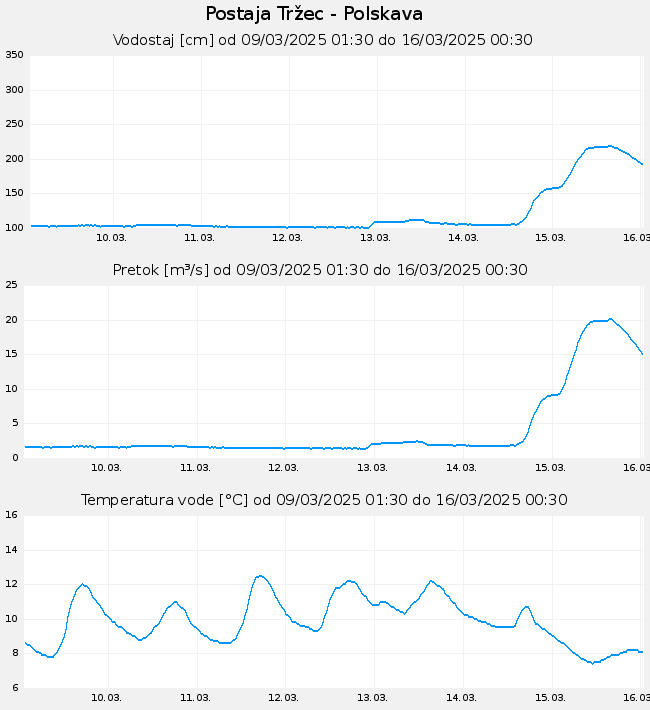 Postaja Tržec - Polskava
Vodostaj [cm] od 09/03/2025 01:30 do 16/03/2025 00:30
350
300
250
200
150
100
10.03. 11.03. 12.03. 13.03. 14.03. 15.03. 16.03.
Pretok [m³/s] od 09/03/2025 01:30 do 16/03/2025 00:30
25
20
15
10
5
0
10.03. 11.03. 12.03. 13.03. 14.03. 15.03. 16.03.
Temperatura vode [°C] od 09/03/2025 01:30 do 16/03/2025 00:30
16
14
12
10
8
6
10.03. 11.03. 12.03. 13.03. 14.03. 15.03. 16.03.